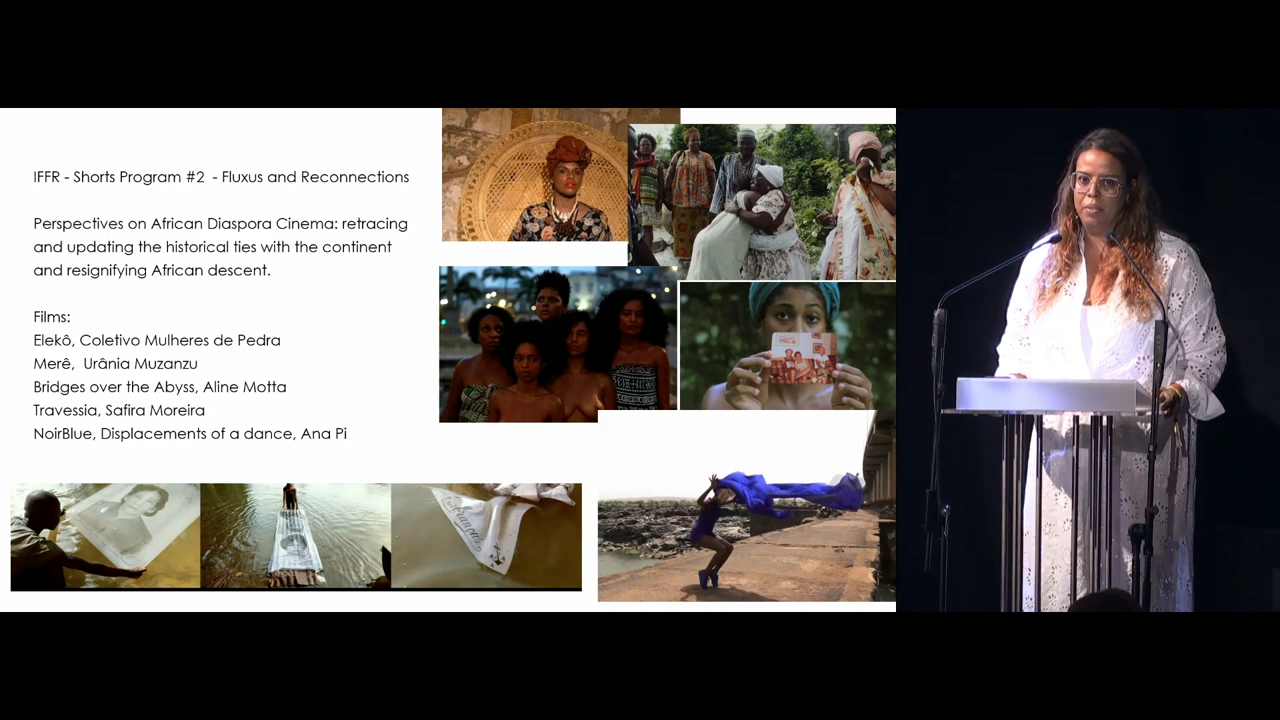 IFFR - Shorts Program #2 - Fluxus and Reconnections
Perspectives on African Diaspora Cinema: retracing
and updating the historical ties with the continent
and resignifying African descent.
Films:
Elekô, Coletivo Mulheres de Pedra
Merê, Urânia Muzanzu
Bridges over the Abyss, Aline Motta
Travessia, Safira Moreira
NoirBlue, Displacements of a dance, Ana Pi